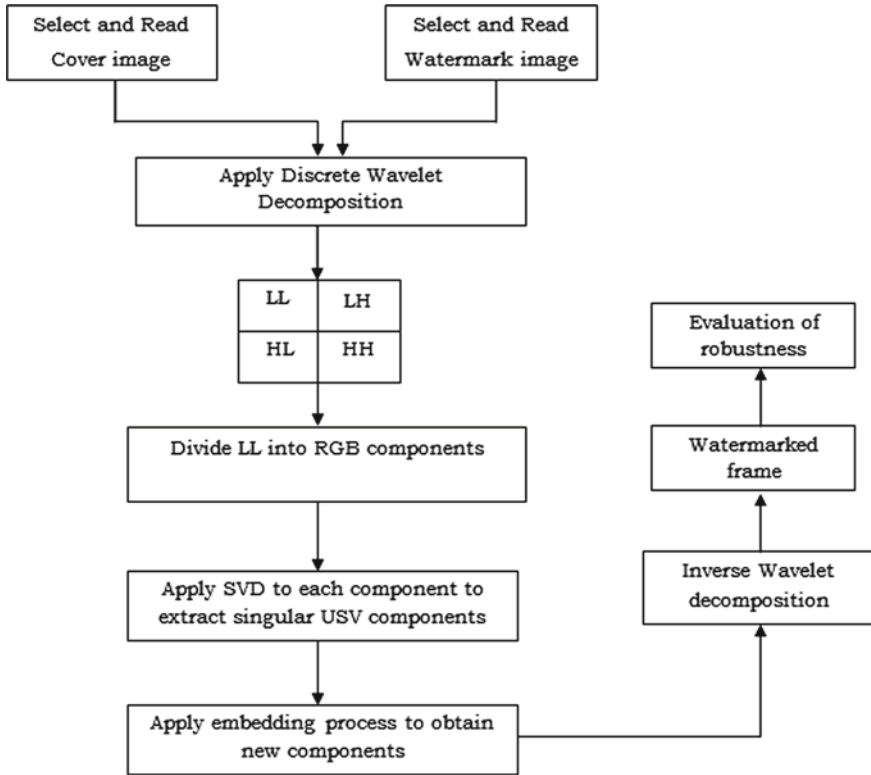 Select and Read
Cover image
Select and Read
Watermark image
Apply Discrete Wavelet
Decomposition
LL
LH
HL
HH
Divide LL into RGB components
Apply SVD to each component to
extract singular USV components
Apply embedding process to obtain
new components
Inverse Wavelet
decomposition
Watermarked
frame
Evaluation of
robustness